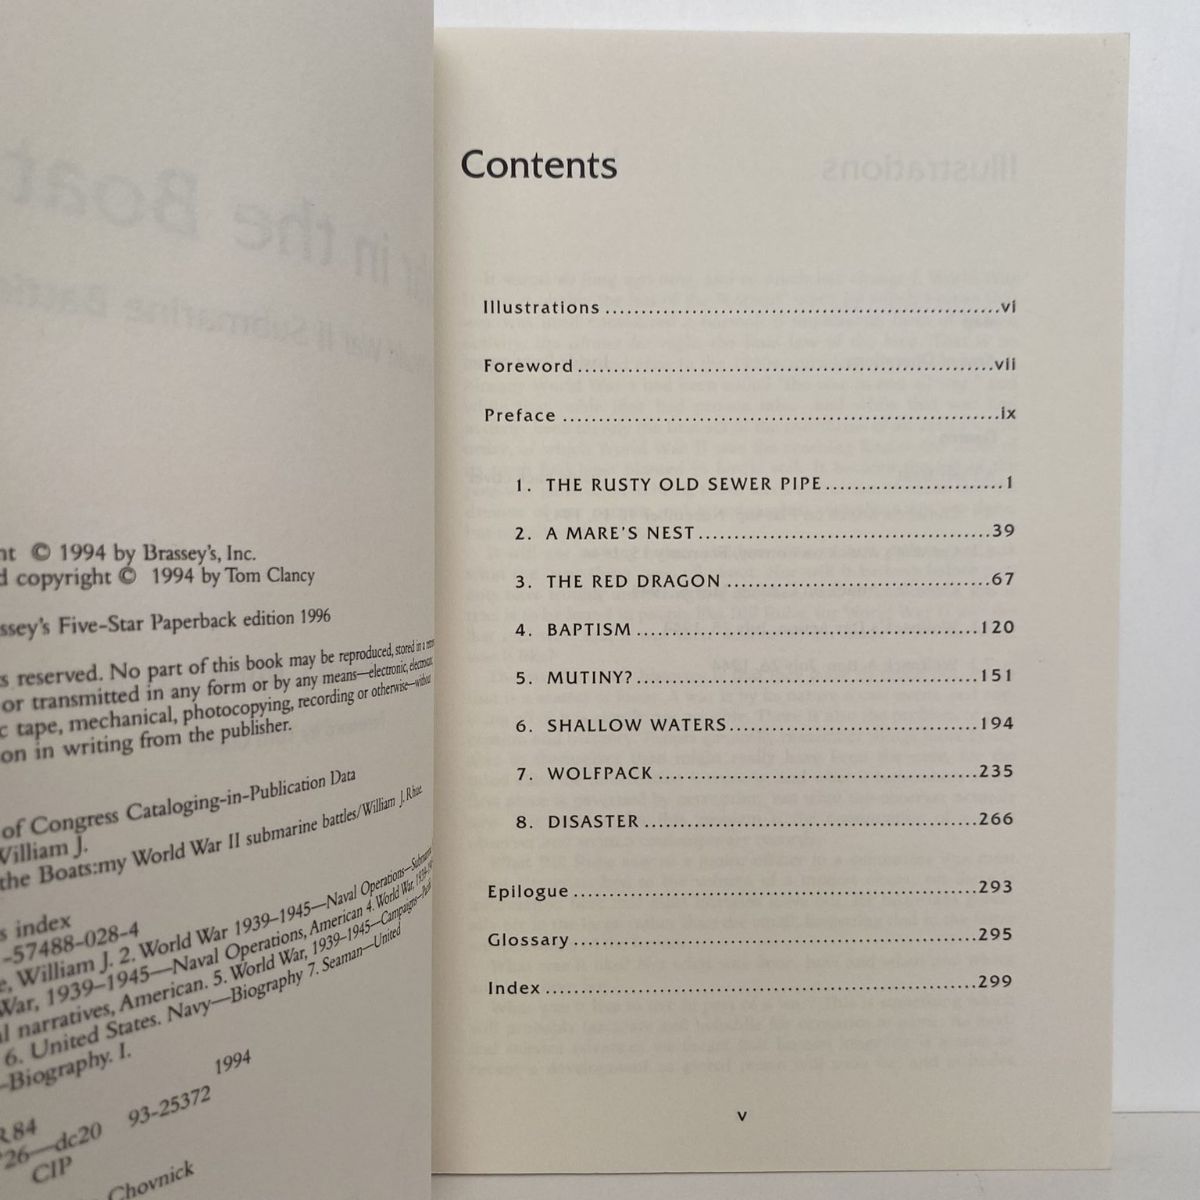 nt © 1994 by Brassey's, Inc.
d copyright © 1994 by Tom Clancy
ssey's Five-Star Paperback edition 1996
s reserved. No part of this book may be reproduced, stored in a
or transmitted in any form or by any means—electronic,
c tape, mechanical, photocopying, recording or otherwise—without
on in writing from the publisher.
of Congress Cataloging-in-Publication Data
William J.
the Boats:my World War II submarine battles/William J. Ruhe.
s index
-57488-028-4
e, William J. 2. World War 1939-1945—Naval Operations—
War, 1939-1945—Naval Operations, American 4. World War, 1939-
al narratives, American. 5. World War, 1939-1945—Campaigns—
6. United States. Navy—Biography 7. Seaman—United
—Biography. I.
1994
R84
26—dc20 93-25372
CIP
Chovnick
Contents
Illustrations ........ vi
Foreword ........ vii
Preface ........ ix
1. THE RUSTY OLD SEWER PIPE ........ 1
2. A MARE'S NEST ........ 39
3. THE RED DRAGON ........ 67
4. BAPTISM ........ 120
5. MUTINY? ........ 151
6. SHALLOW WATERS ........ 194
7. WOLFPACK ........ 235
8. DISASTER ........ 266
Epilogue ........ 293
Glossary ........ 295
Index ........ 299
v